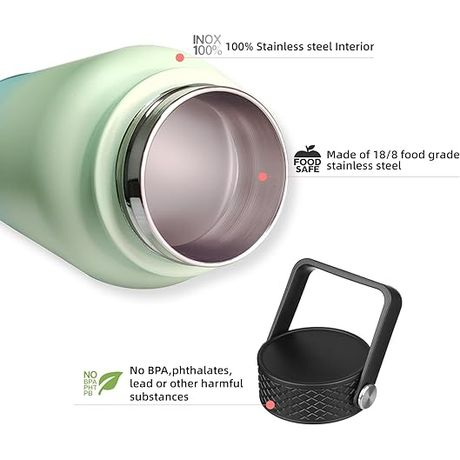 INOX
100%
100% Stainless steel Interior
FOOD
SAFE
Made of 18/8 food grade
stainless steel
NO
BPA
PHT
PB
No BPA,phthalates,
lead or other harmful
substances